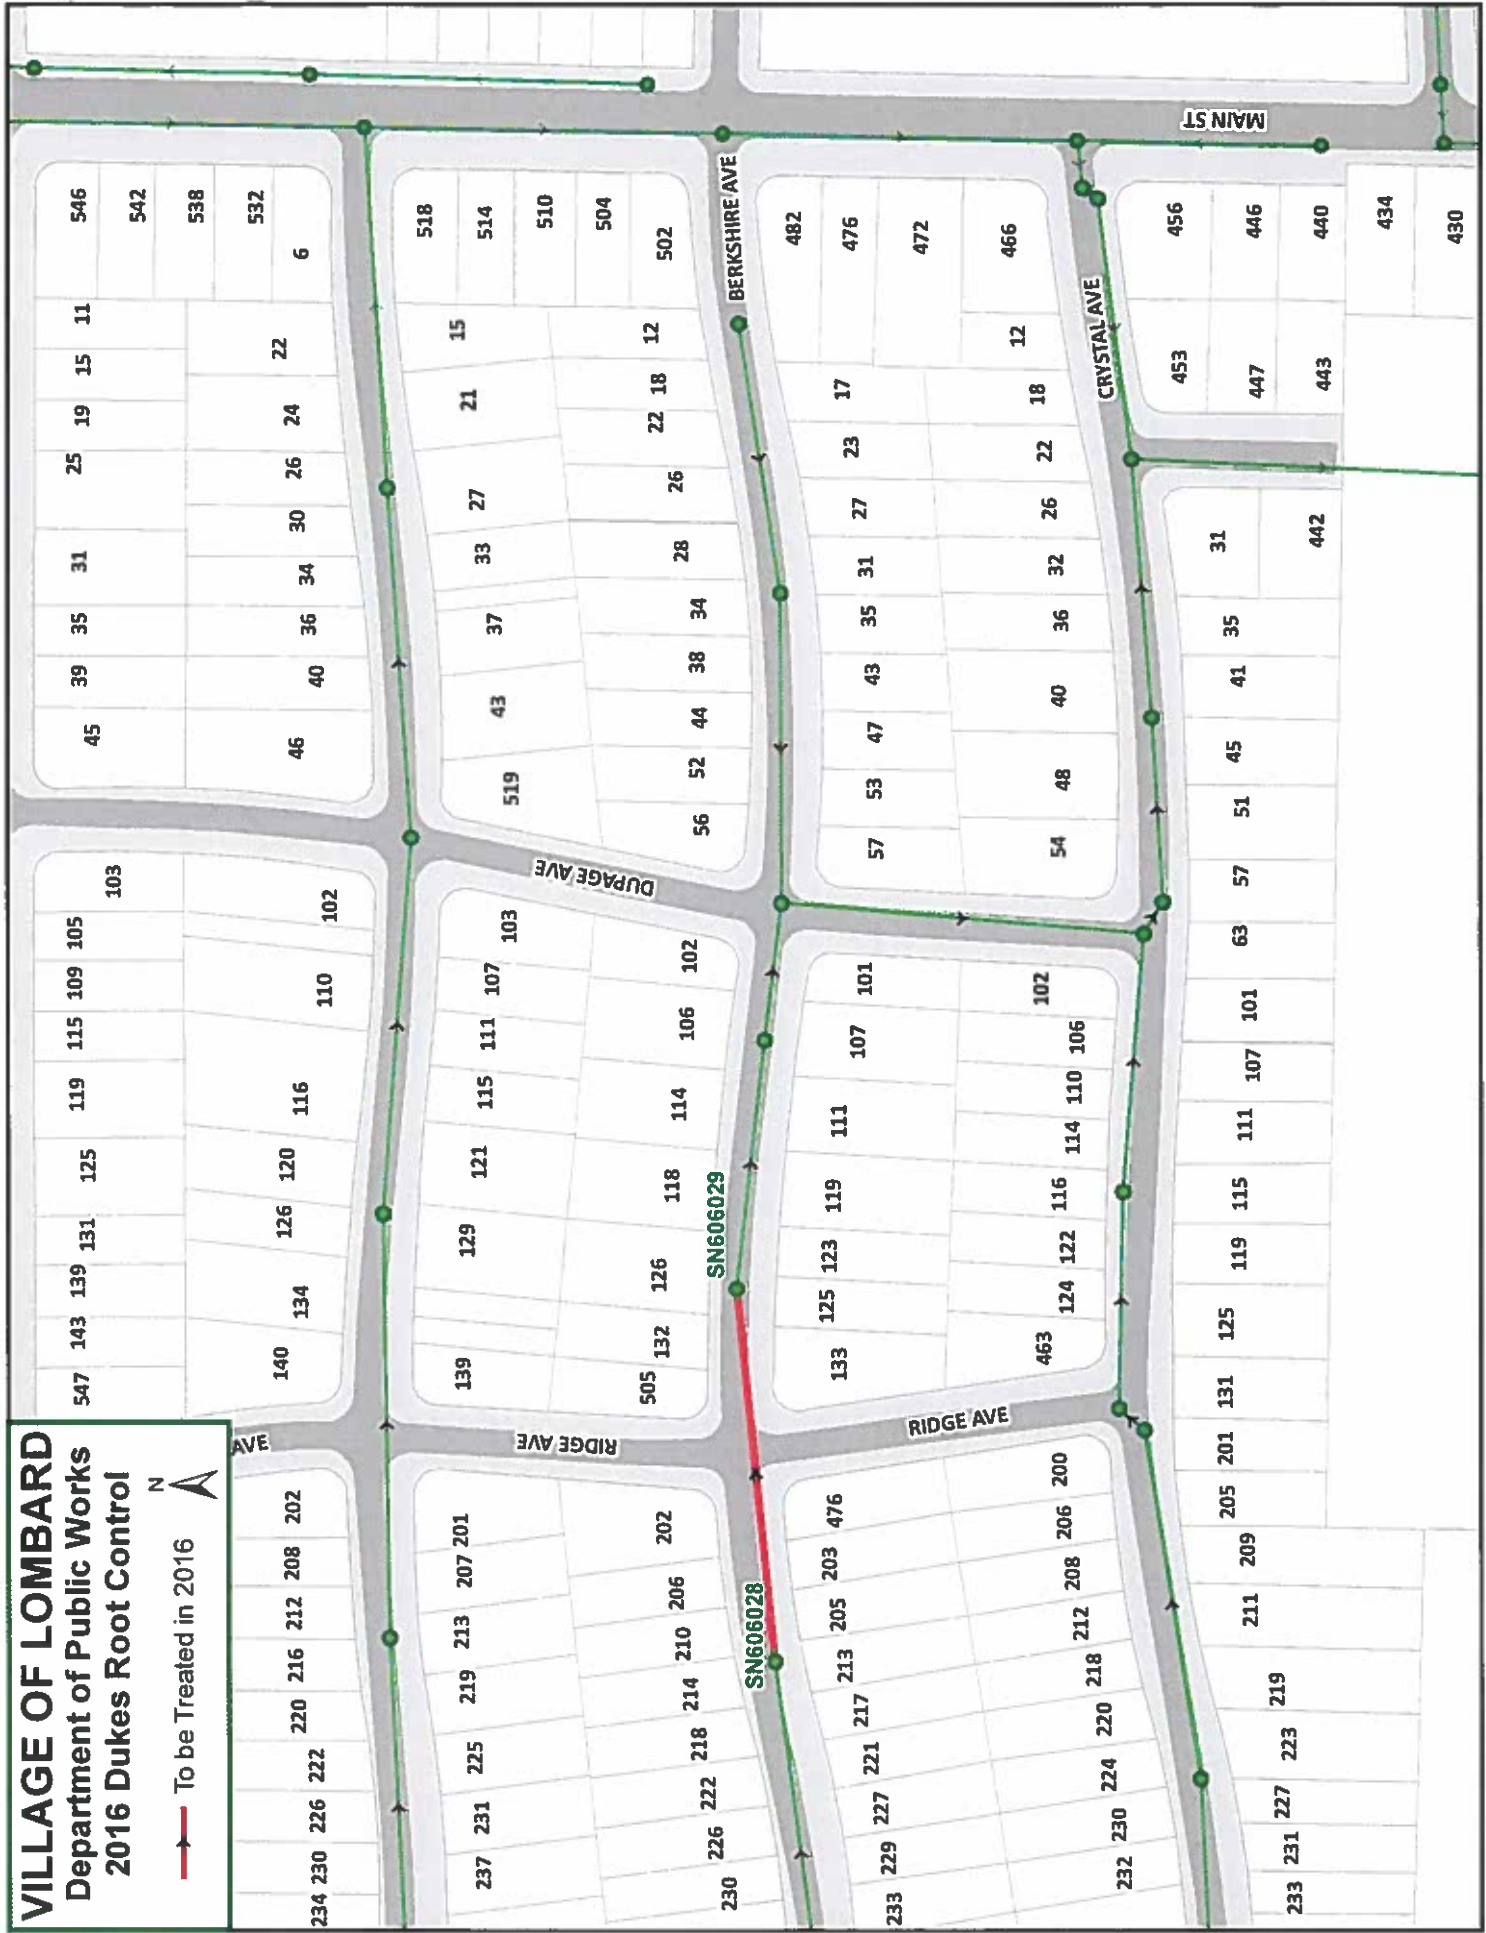 VILLAGE OF LOMBARD
Department of Public Works
2016 Dukes Root Control
N
To be Treated in 2016
547 143 139 131 125 119 115 109 105 103
45 39 35 31 25 19 15 11
546
542
538
532
6
AVE
234 230 226 222 220 216 212 208 202
140 134 126 120 116 110 102
46 40 36 34 30 26 24 22
237 231 225 219 213 207 201
RIDGE AVE
139 129 121 115 111 107 103
DUPAGE AVE
519 43 37 33 27 21 15
518
514
510
504
502
230 226 222 218 214 210 206 202
505 132 126 118 114 106 102
56 52 44 38 34 28 26 22 18 12
SN606028
SN606029
BERKSHIRE AVE
233 229 227 221 217 213 205 203 476
133 125 123 119 111 107 101
57 53 47 43 35 31 27 23 17
482
476
472
466
RIDGE AVE
232 230 224 220 218 212 208 206 200
463 124 122 116 114 110 106 102
54 48 40 36 32 26 22 18 12
CRYSTAL AVE
MAIN ST
233 231 227 223 219 211 209 205 201 131 125 119 115 111 107 101 63 57 51 45 41 35 31
442
453
447
443
456
446
440
434
430